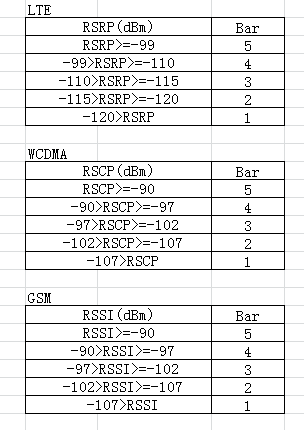 LTE
RSRP(dBm) Bar
RSRP>=-99 5
-99>RSRP>=-110 4
-110>RSRP>=-115 3
-115>RSRP>=-120 2
-120>RSRP 1
WCDMA
RSCP(dBm) Bar
RSCP>=-90 5
-90>RSCP>=-97 4
-97>RSCP>=-102 3
-102>RSCP>=-107 2
-107>RSCP 1
GSM
RSSI(dBm) Bar
RSSI>=-90 5
-90>RSSI>=-97 4
-97>RSSI>=-102 3
-102>RSSI>=-107 2
-107>RSSI 1